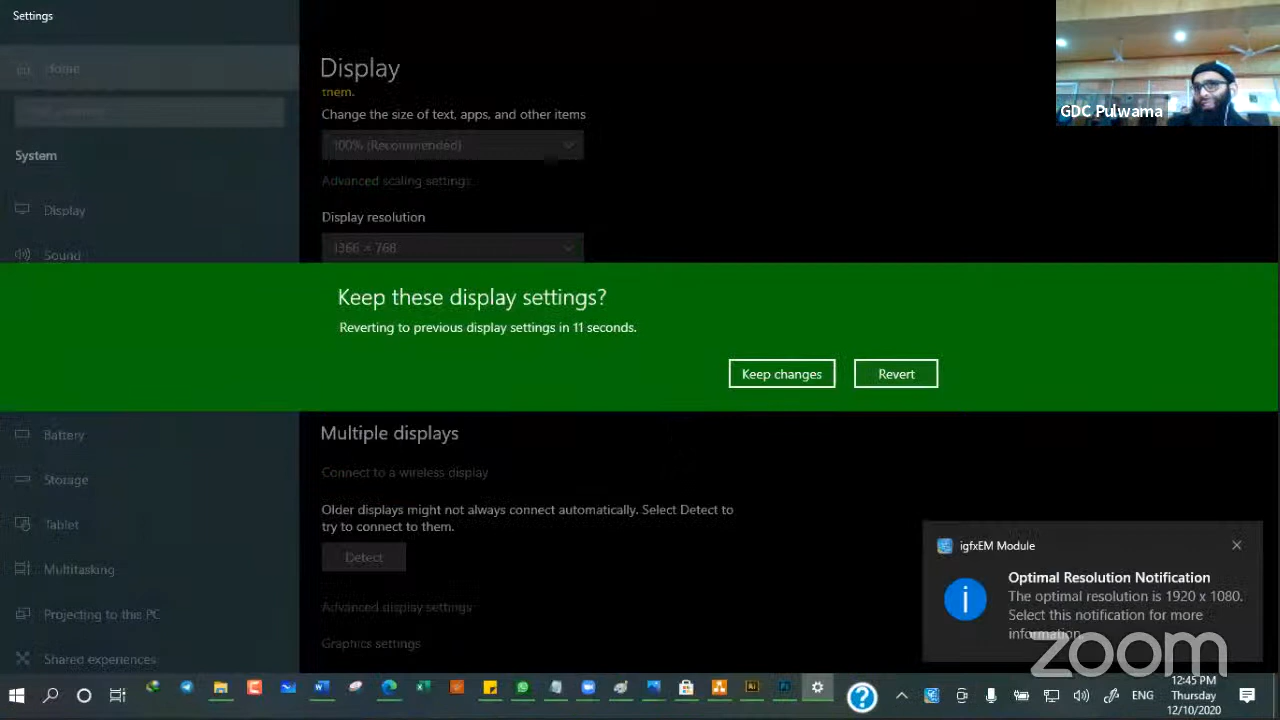 Settings
Home
Display
them.
GDC Pulwama
Change the size of text, apps, and other items
100% (Recommended)
System
Advanced scaling settings
Display
Display resolution
1366 × 768
Sound
Keep these display settings?
Reverting to previous display settings in 11 seconds.
Keep changes
Revert
Battery
Multiple displays
Storage
Connect to a wireless display
Older displays might not always connect automatically. Select Detect to
try to connect to them.
Tablet
Detect
Multitasking
Advanced display settings
Projecting to this PC
Graphics settings
Shared experiences
igfxEM Module
Optimal Resolution Notification
The optimal resolution is 1920 x 1080.
Select this notification for more
information.
zoom
ENG
12:45 PM
Thursday
12/10/2020